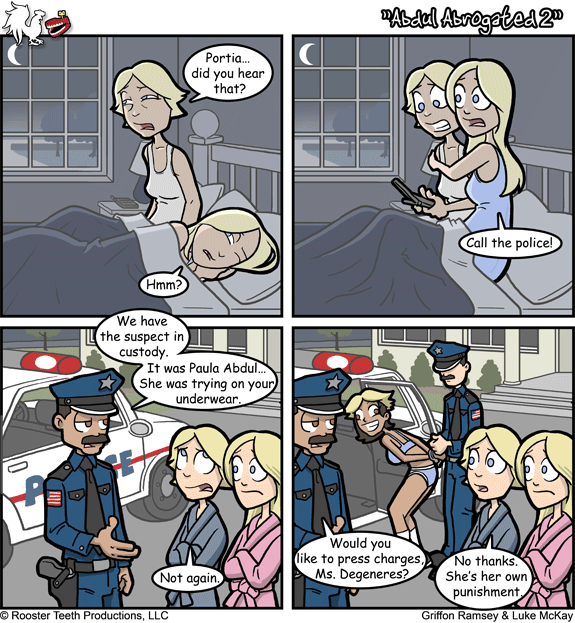 "Abdul Abrogated 2"
Portia...
did you hear
that?
Hmm?
Call the police!
We have
the suspect in
custody.
It was Paula Abdul...
She was trying on your
underwear.
POLICE
Not again.
Would you
like to press charges,
Ms. Degeneres?
No thanks.
She's her own
punishment.
© Rooster Teeth Productions, LLC
Griffon Ramsey & Luke McKay